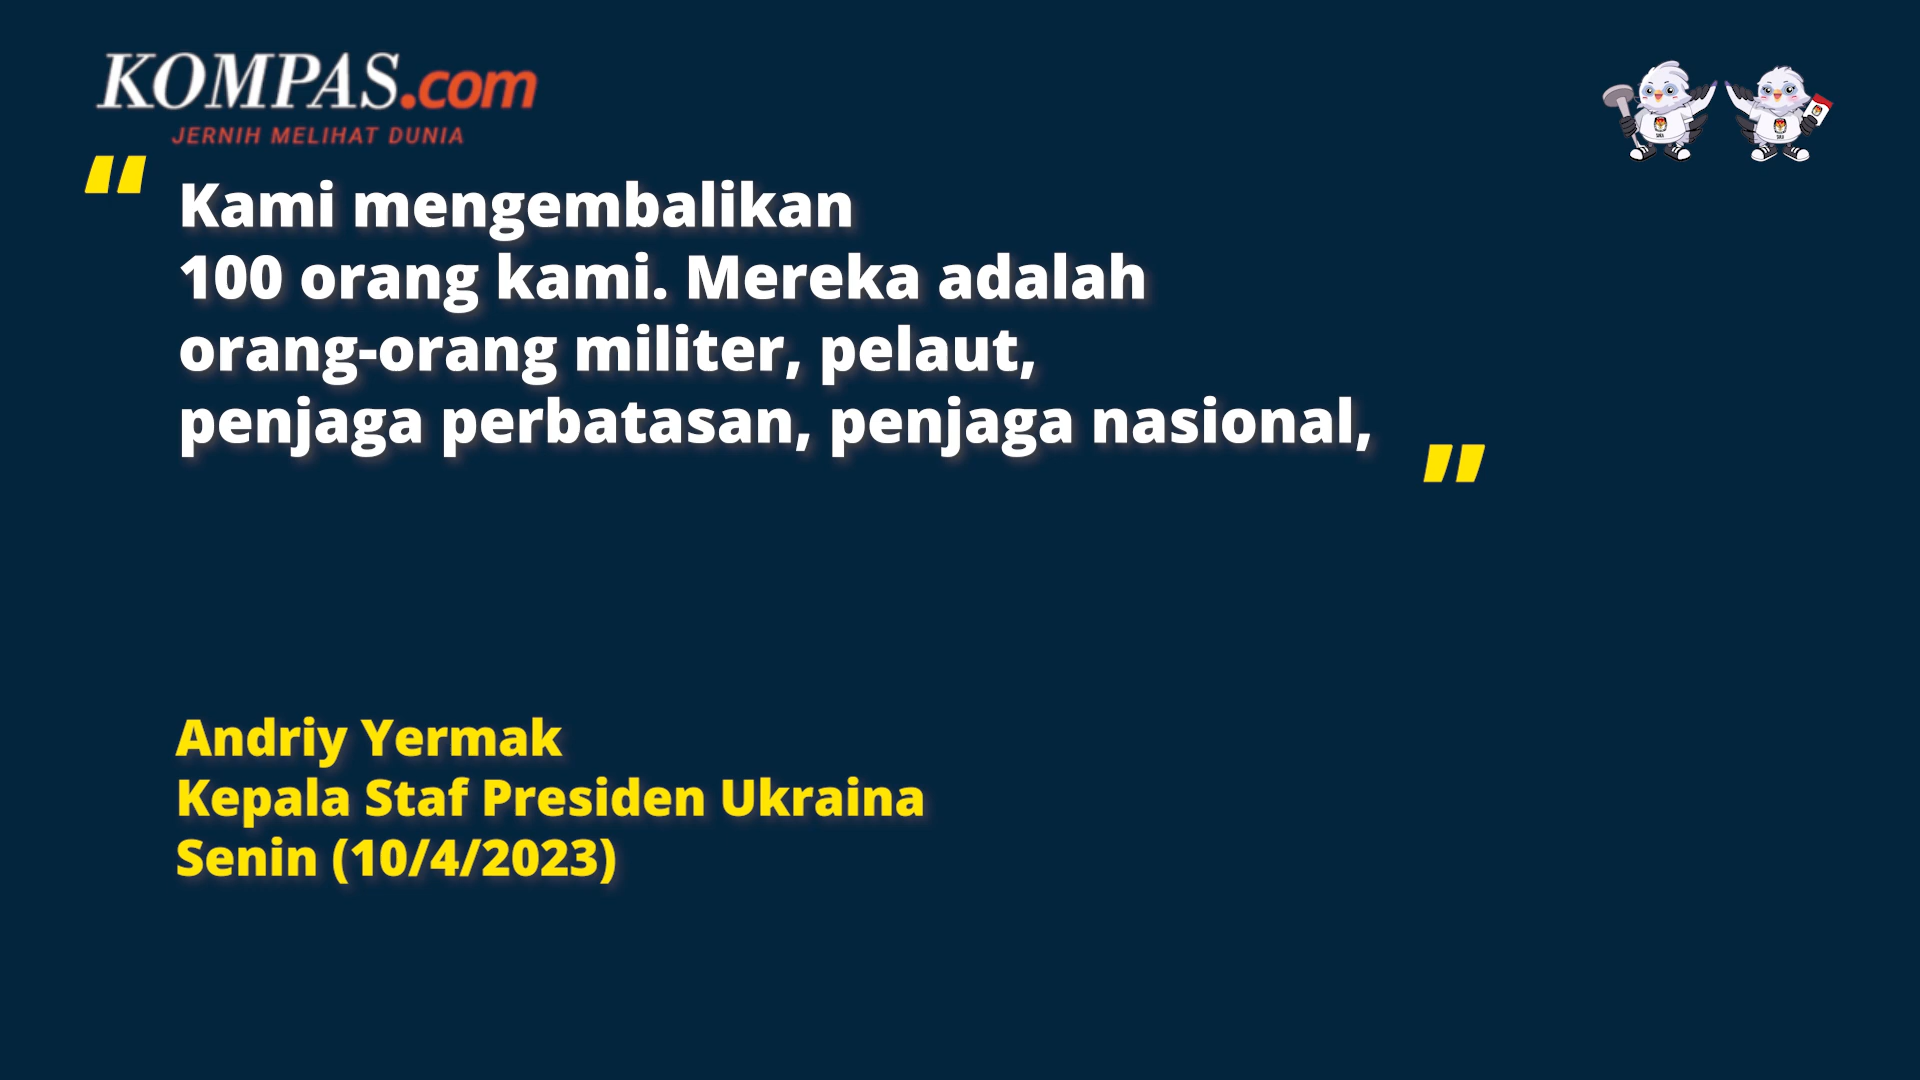 KOMPAS.com
JERNIH MELIHAT DUNIA
“ Kami mengembalikan
100 orang kami. Mereka adalah
orang-orang militer, pelaut,
penjaga perbatasan, penjaga nasional, ”
Andriy Yermak
Kepala Staf Presiden Ukraina
Senin (10/4/2023)